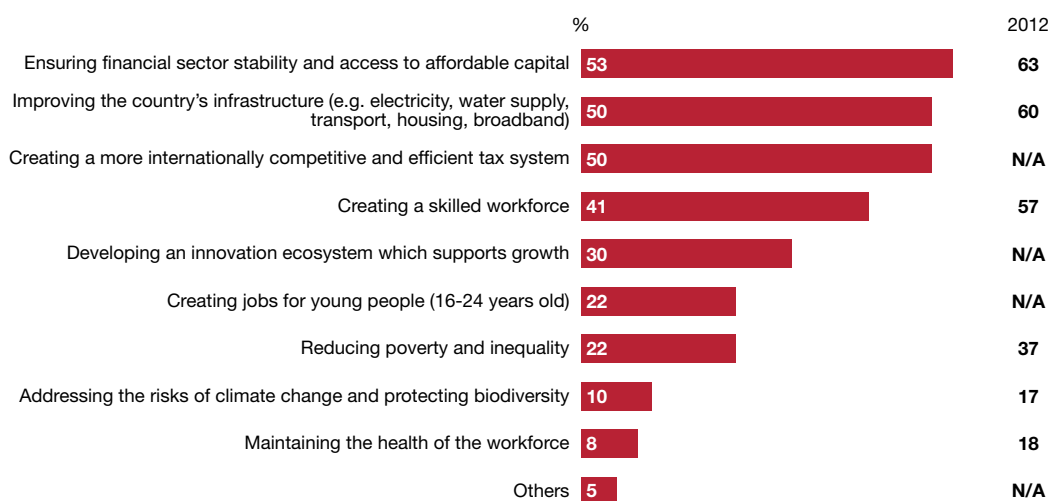 % 2012
Ensuring financial sector stability and access to affordable capital 53 63
Improving the country’s infrastructure (e.g. electricity, water supply,
transport, housing, broadband) 50 60
Creating a more internationally competitive and efficient tax system 50 N/A
Creating a skilled workforce 41 57
Developing an innovation ecosystem which supports growth 30 N/A
Creating jobs for young people (16-24 years old) 22 N/A
Reducing poverty and inequality 22 37
Addressing the risks of climate change and protecting biodiversity 10 17
Maintaining the health of the workforce 8 18
Others 5 N/A